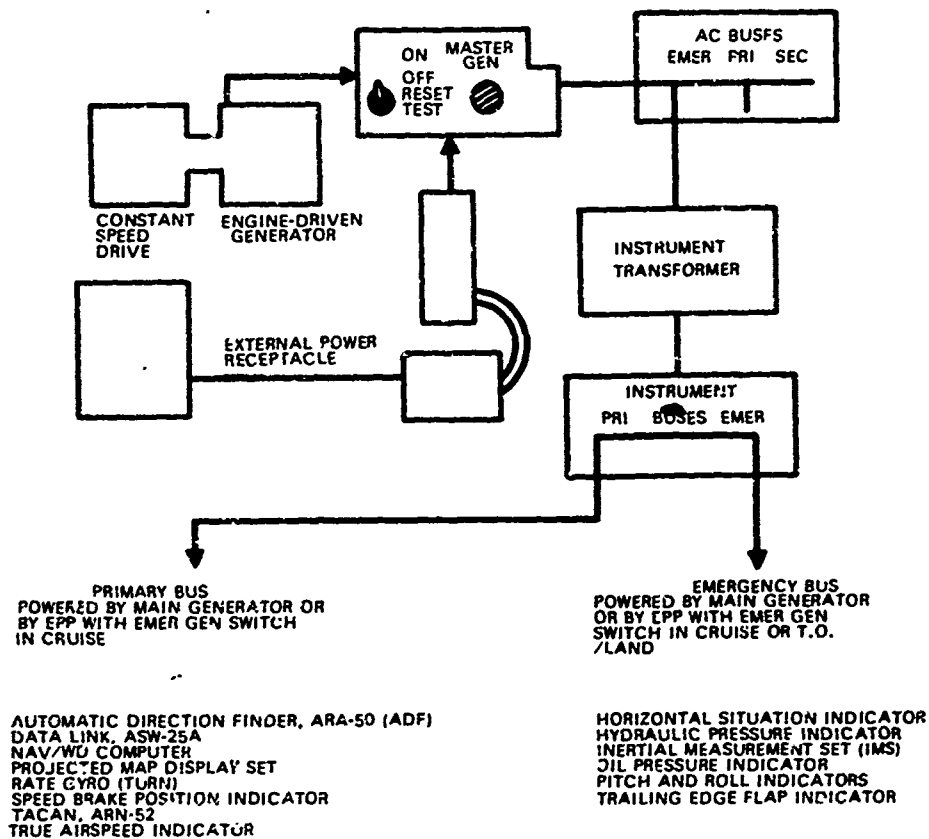 ON MASTER
GEN
OFF
RESET
TEST
AC BUSFS
EMER PRI SEC
CONSTANT
SPEED
DRIVE
ENGINE-DRIVEN
GENERATOR
INSTRUMENT
TRANSFORMER
EXTERNAL POWER
RECEPTACLE
INSTRUMENT
PRI BUSES EMER
PRIMARY BUS
POWERED BY MAIN GENERATOR OR
BY EPP WITH EMER GEN SWITCH
IN CRUISE
EMERGENCY BUS
POWERED BY MAIN GENERATOR
OR BY EPP WITH EMER GEN
SWITCH IN CRUISE OR T.O.
/LAND
AUTOMATIC DIRECTION FINDER, ARA-50 (ADF)
DATA LINK, ASW-25A
NAV/WD COMPUTER
PROJECTED MAP DISPLAY SET
RATE GYRO (TURN)
SPEED BRAKE POSITION INDICATOR
TACAN, ARN-52
TRUE AIRSPEED INDICATOR
HORIZONTAL SITUATION INDICATOR
HYDRAULIC PRESSURE INDICATOR
INERTIAL MEASUREMENT SET (IMS)
OIL PRESSURE INDICATOR
PITCH AND ROLL INDICATORS
TRAILING EDGE FLAP INDICATOR